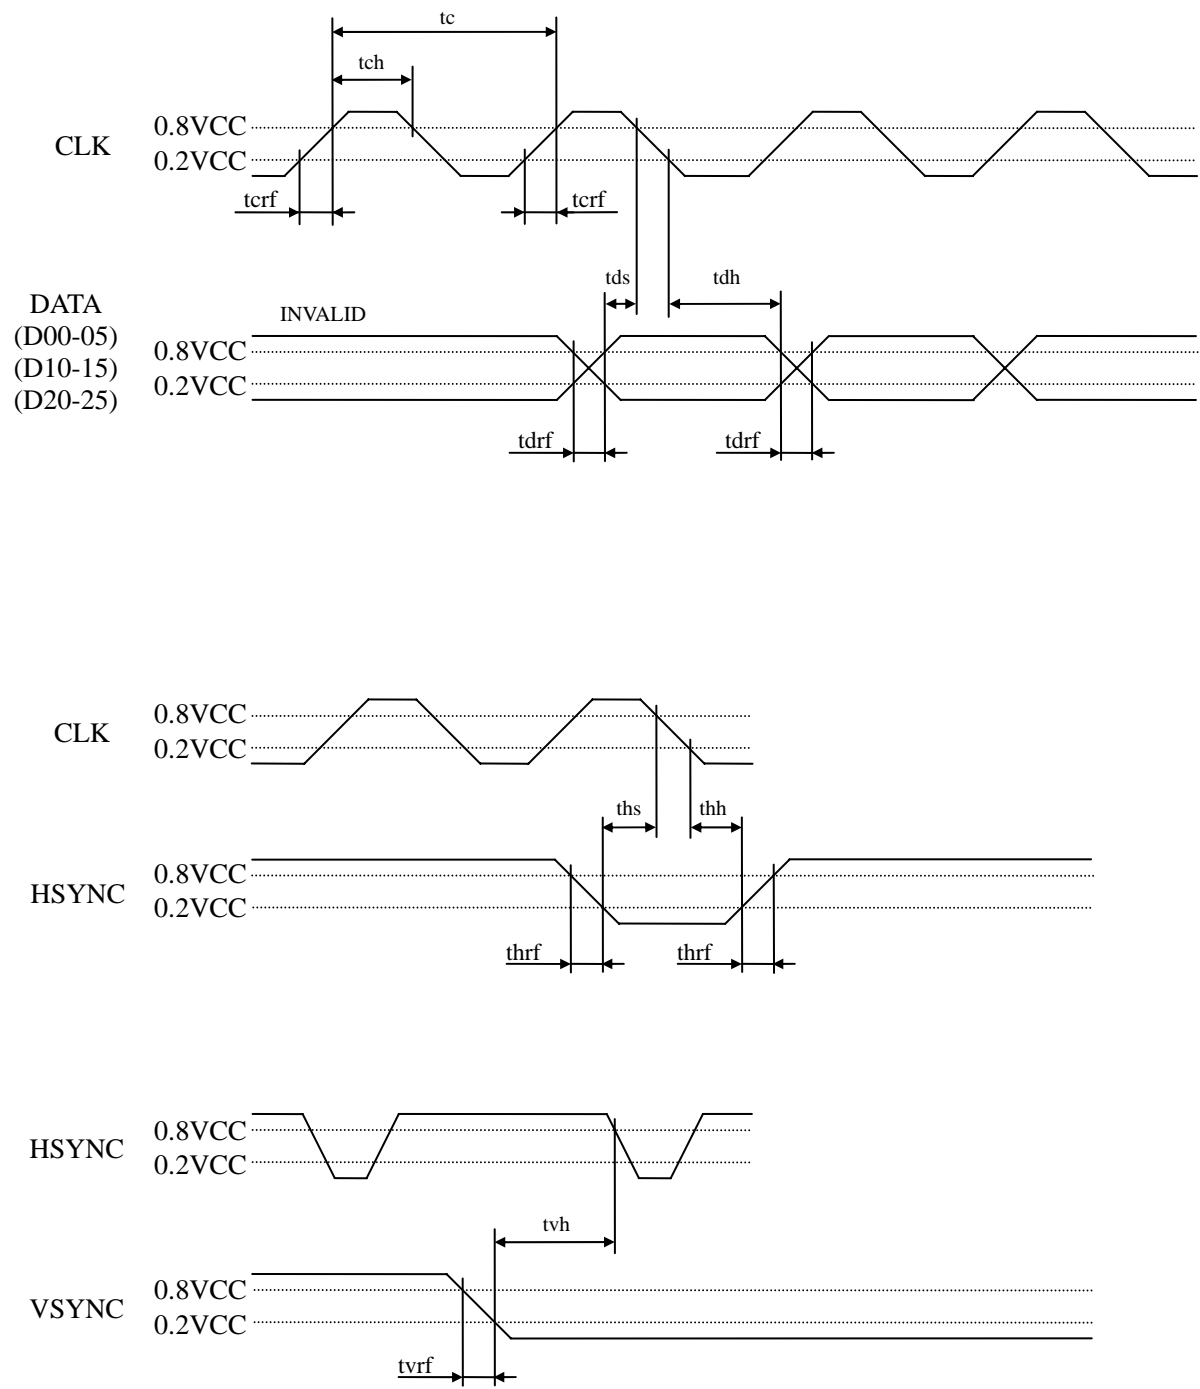 tc
tch
CLK
0.8VCC
0.2VCC
tcrf
tcrf
tds
tdh
DATA
(D00-05)
(D10-15)
(D20-25)
INVALID
0.8VCC
0.2VCC
tdrf
tdrf
CLK
0.8VCC
0.2VCC
ths
thh
HSYNC
0.8VCC
0.2VCC
thrf
thrf
HSYNC
0.8VCC
0.2VCC
tvh
VSYNC
0.8VCC
0.2VCC
tvrf